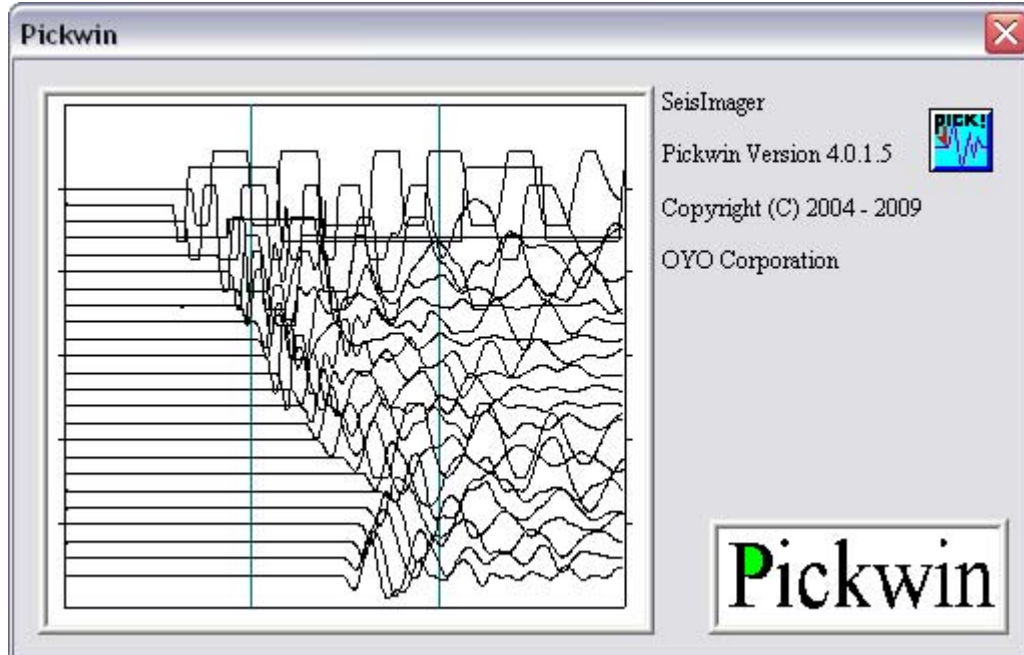 Pickwin
SeisImager
PICK!
Pickwin Version 4.0.1.5
Copyright (C) 2004 - 2009
OYO Corporation
Pickwin